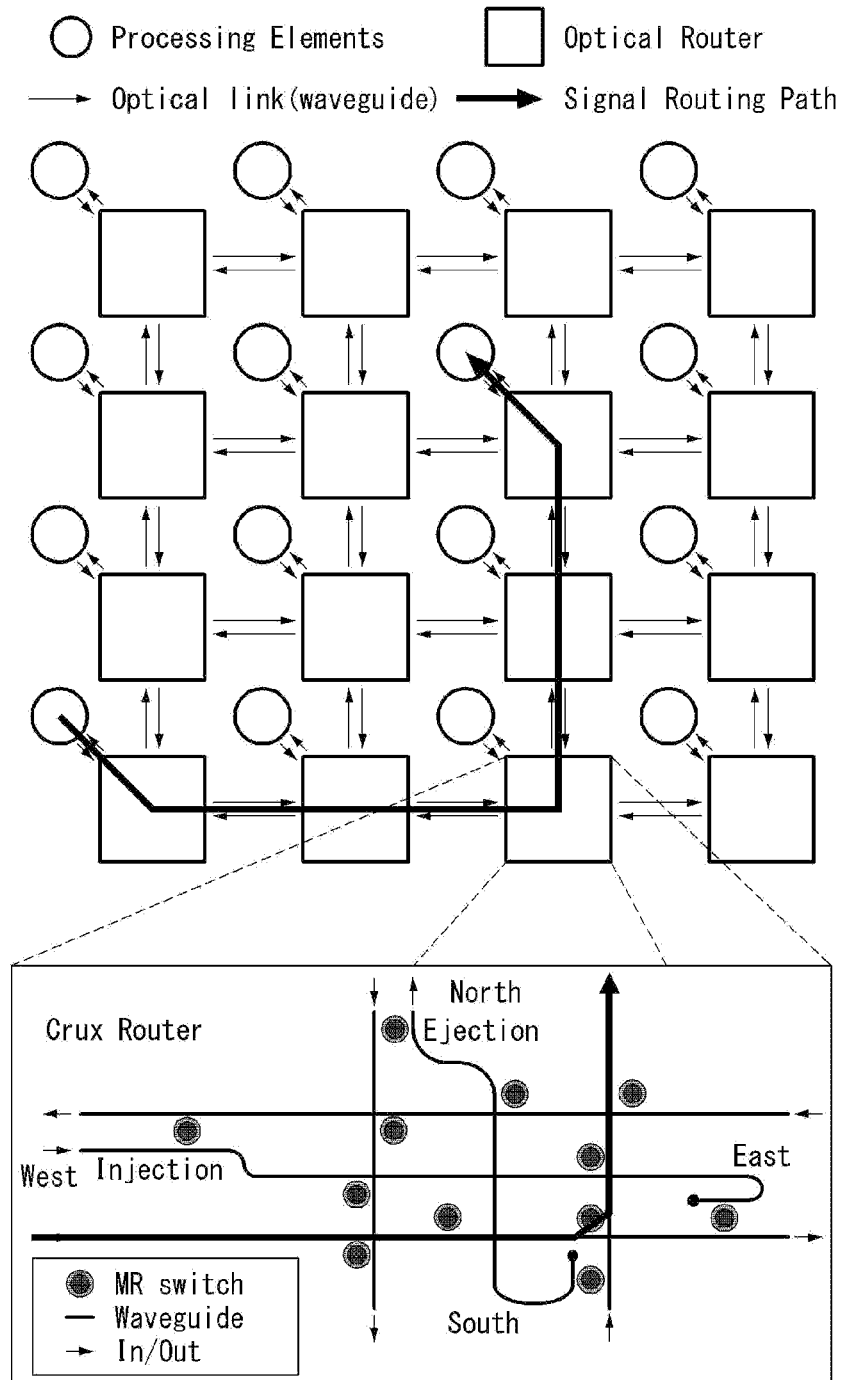 Processing Elements
Optical Router
Optical link(waveguide)
Signal Routing Path
North
Crux Router
Ejection
West
Injection
East
MR switch
Waveguide
In/Out
South